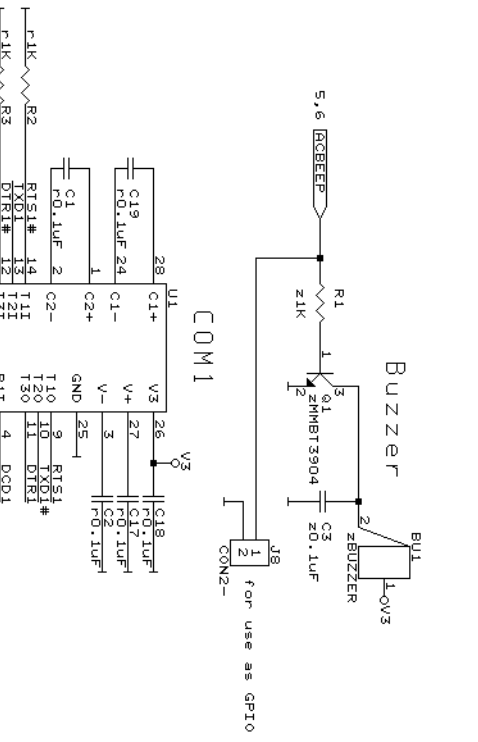 Buzzer
BU1
zBUZZER
2
1
V3
5,6
ACBEEP
R1
z1K
1
3
2
Q1
zMMBT3904
C3
z0.1uF
J8
1
2
CON2-
for use as GPIO
COM1
U1
C19
r0.1uF
C1
r0.1uF
28
24
1
2
C1+
C1-
C2+
C2-
r1K
R2
r1K
R3
RTS1#
TXD1
DTR1#
14
13
12
T1I
T2I
T3I
V3
V+
V-
GND
T1O
T2O
T3O
R1I
26
27
3
25
9
10
11
4
V3
C18
r0.1uF
C17
r0.1uF
C2
r0.1uF
RTS1
TXD1#
DTR1
DCD1